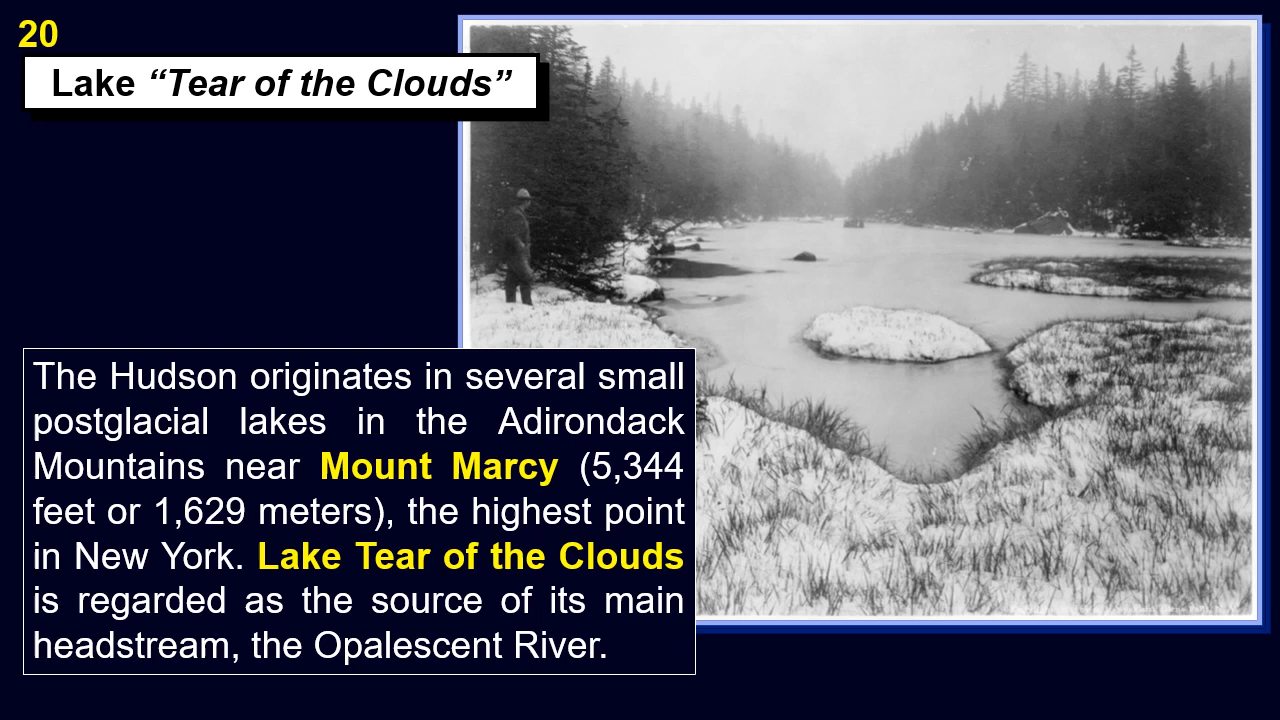 20
Lake “Tear of the Clouds”
The Hudson originates in several small
postglacial lakes in the Adirondack
Mountains near Mount Marcy (5,344
feet or 1,629 meters), the highest point
in New York. Lake Tear of the Clouds
is regarded as the source of its main
headstream, the Opalescent River.